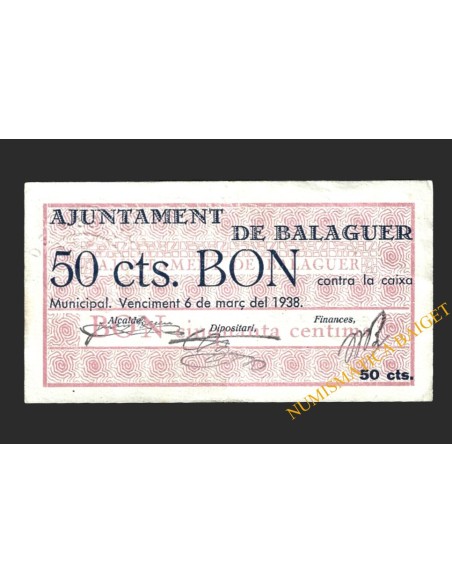 AJUNTAMENT
DE BALAGUER
50 cts. BON contra la caixa
Municipal. Venciment 6 de març del 1938.
Alcalde, Dipositari, Finances,
BON cinquanta centims
50 cts.
NUMISMÀTICA BAIGET